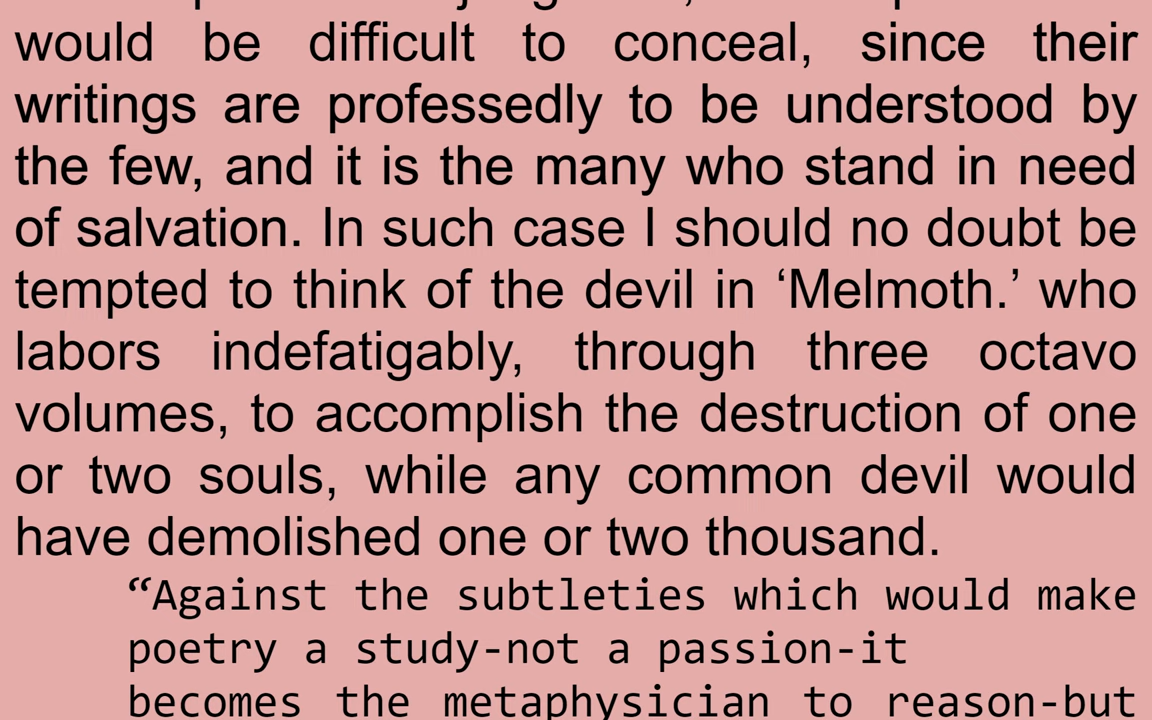 would be difficult to conceal, since their
writings are professedly to be understood by
the few, and it is the many who stand in need
of salvation. In such case I should no doubt be
tempted to think of the devil in ‘Melmoth.’ who
labors indefatigably, through three octavo
volumes, to accomplish the destruction of one
or two souls, while any common devil would
have demolished one or two thousand.
“Against the subtleties which would make
poetry a study-not a passion-it
becomes the metaphysician to reason-but